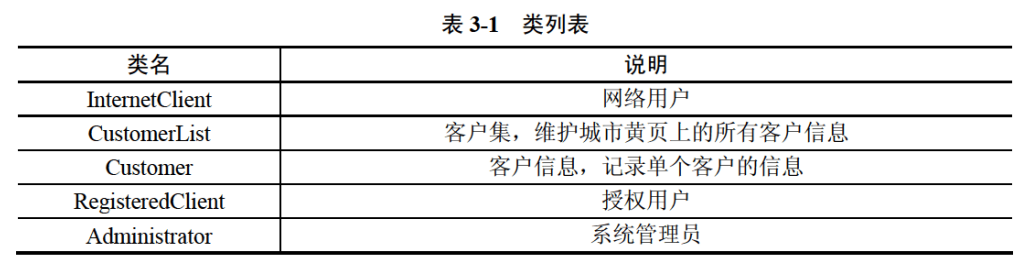 表 3-1 类列表
类名 说明
InternetClient 网络用户
CustomerList 客户集，维护城市黄页上的所有客户信息
Customer 客户信息，记录单个客户的信息
RegisteredClient 授权用户
Administrator 系统管理员